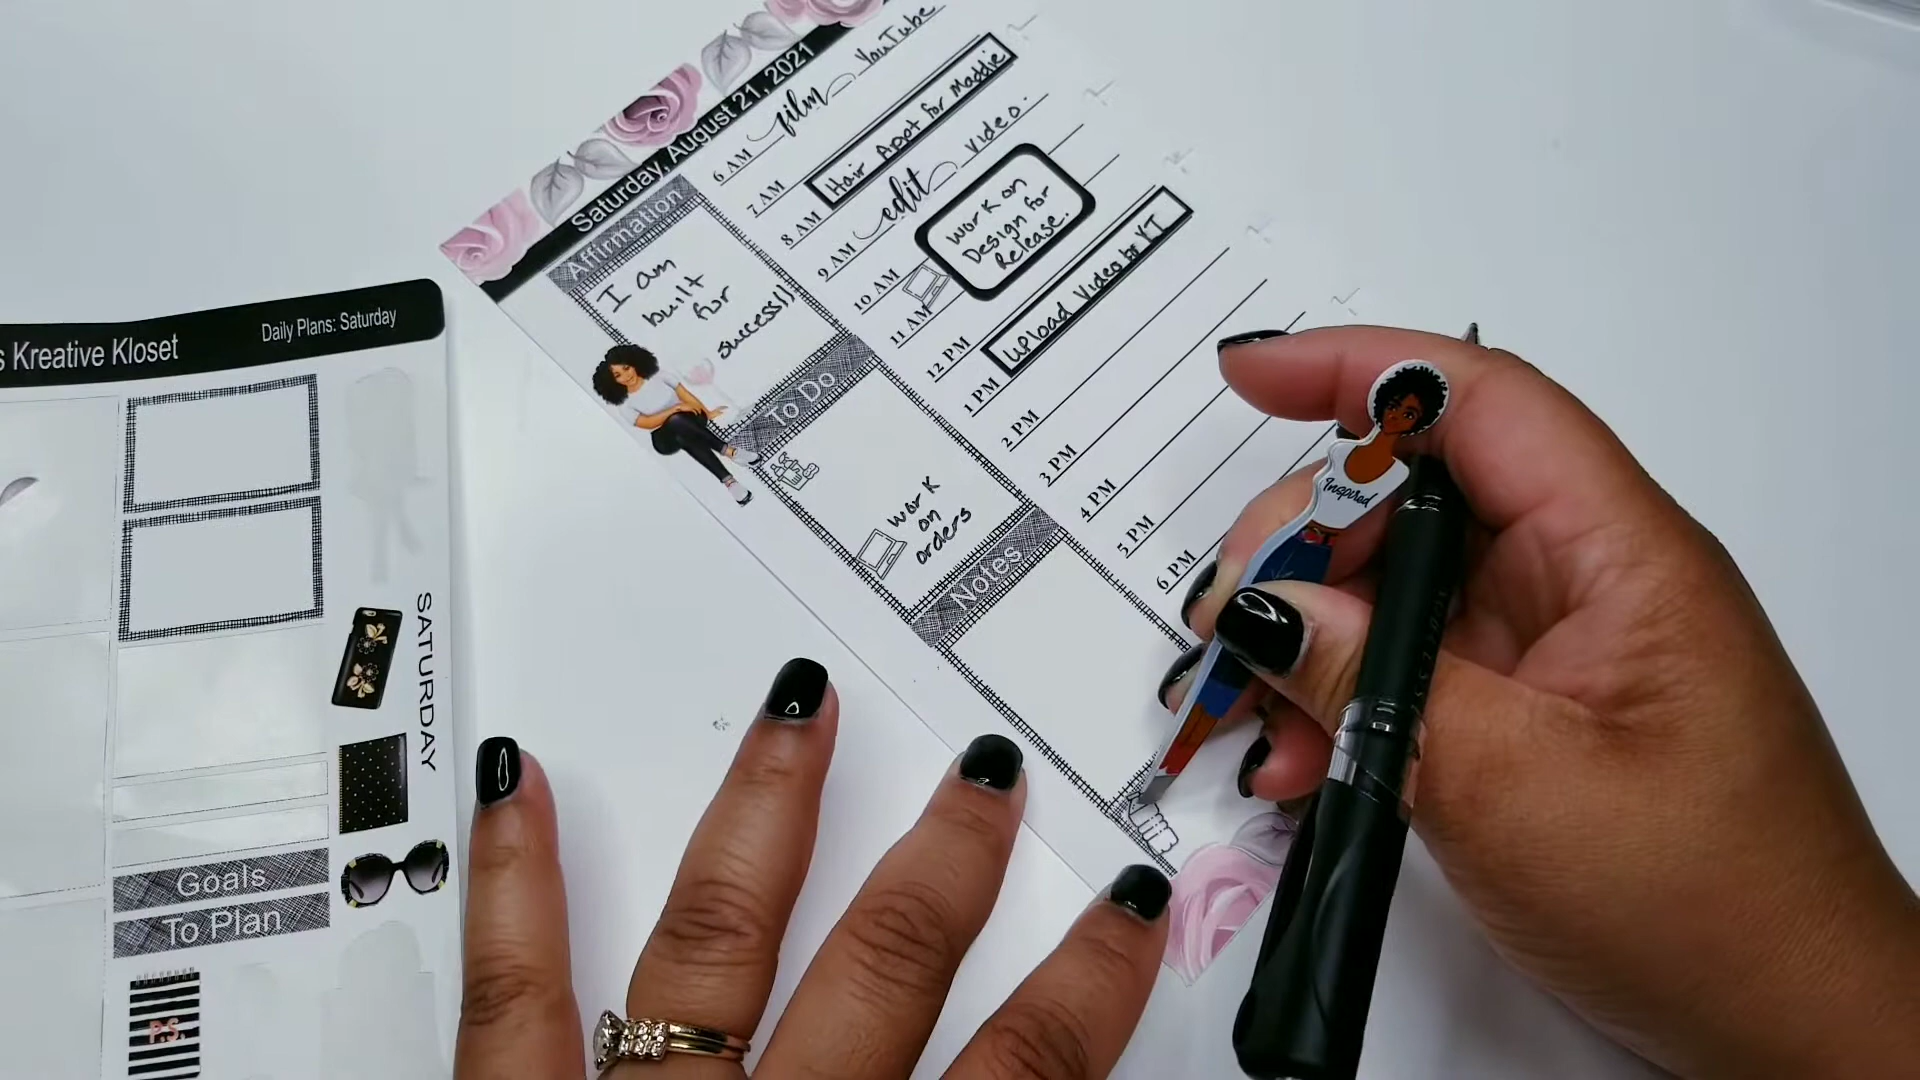 s Kreative Kloset
Daily Plans: Saturday
SATURDAY
Goals
To Plan
P.S.
Saturday, August 21, 2021
Affirmation
I am
built
for
success!!
To Do
work
on
orders
Notes
6 AM film YouTube
7 AM
Hair Appt for Maddie
8 AM
9 AM edit video.
10 AM
work on
Design for
Release.
11 AM
12 PM
Upload Video to YT
1 PM
2 PM
3 PM
4 PM
5 PM
6 PM
Inspired